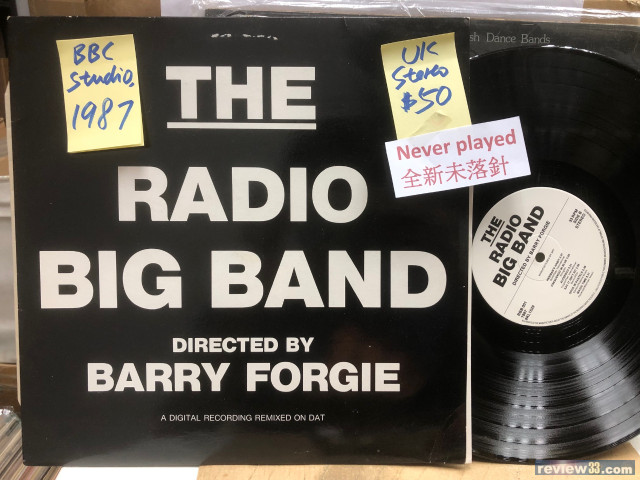 BBC
Studio,
1987
UK
Stereo
$50
Never played
全新未落針
THE
RADIO
BIG BAND
DIRECTED BY
BARRY FORGIE
A DIGITAL RECORDING REMIXED ON DAT
Dance Bands
THE
RADIO
BIG BAND
DIRECTED BY BARRY FORGIE
STEREO
review33.com